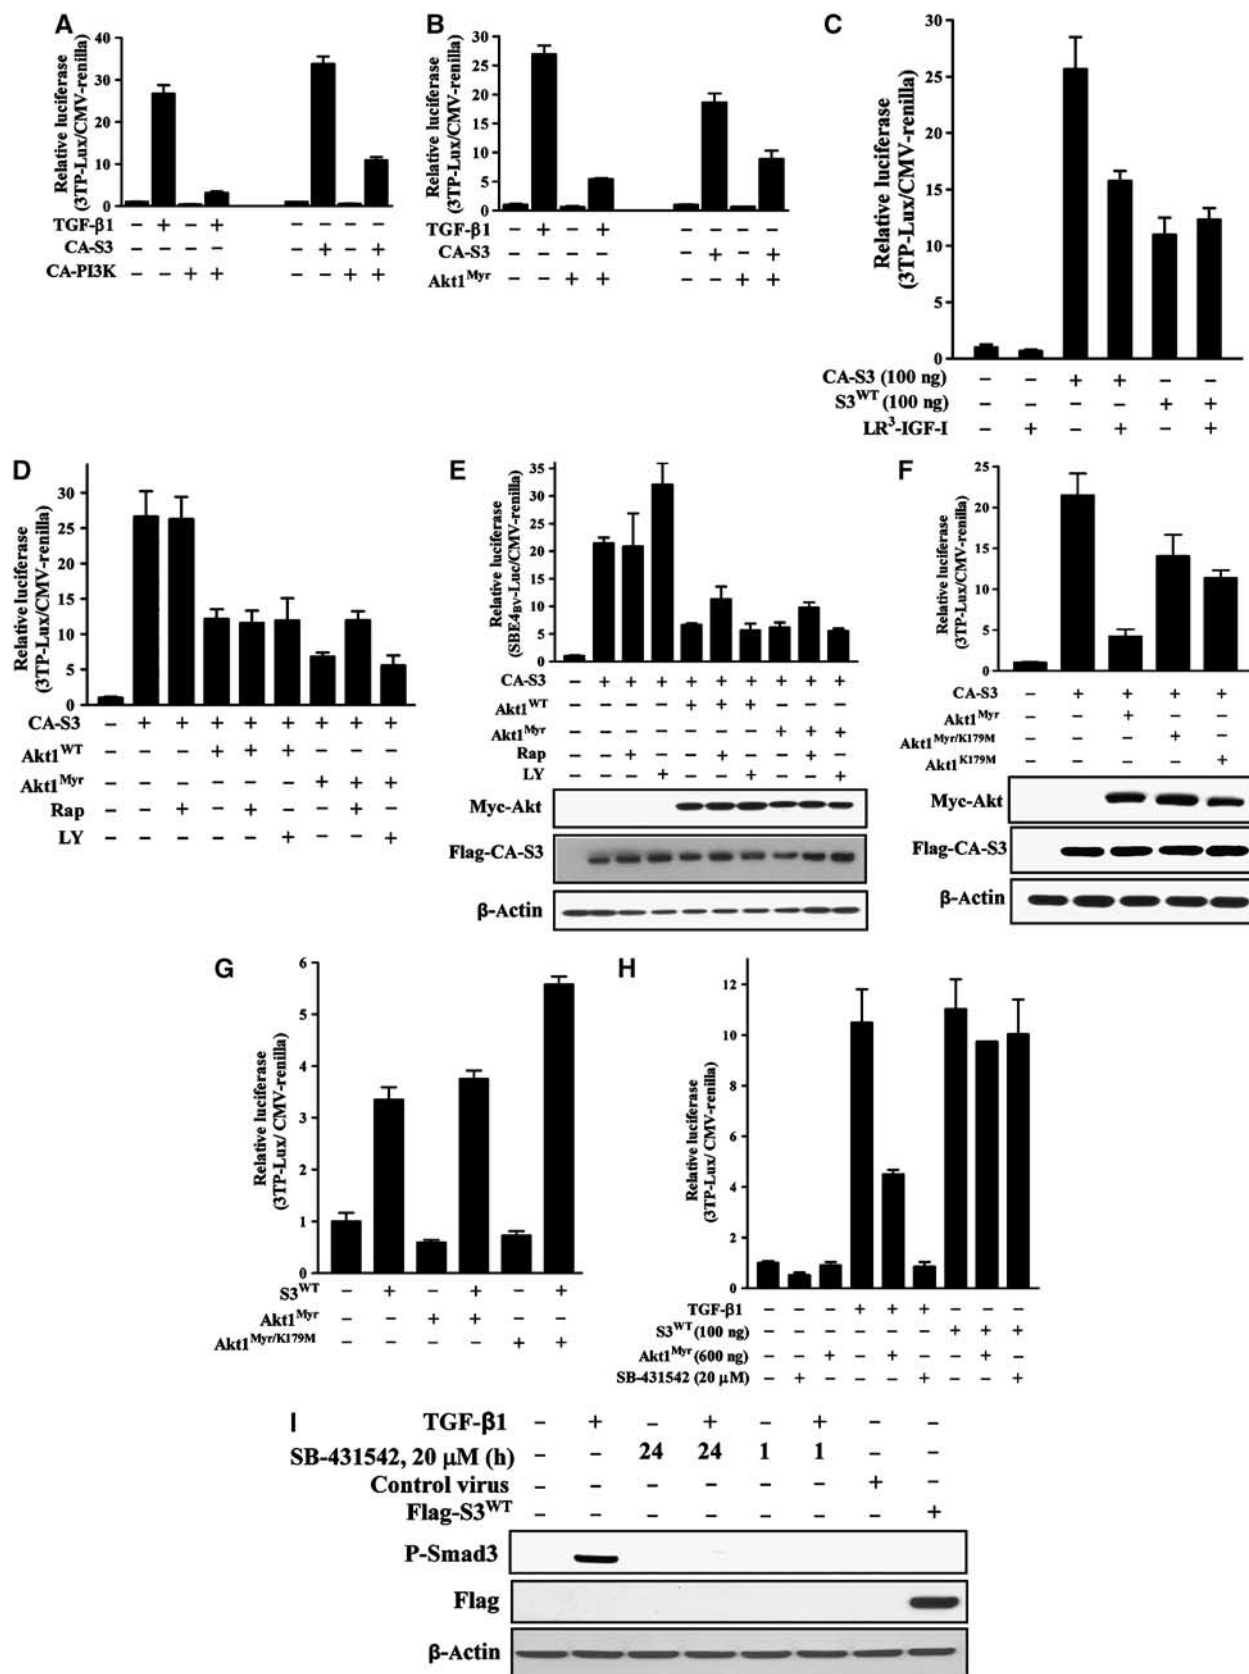 A
Relative luciferase
(3TP-Lux/CMV-renilla)
40
30
20
10
0
TGF-β1 – + – + – – – –
CA-S3 – – – – – + – +
CA-PI3K – – + + – – + +
B
Relative luciferase
(3TP-Lux/CMV-renilla)
30
25
20
15
10
5
0
TGF-β1 – + – + – – – –
CA-S3 – – – – – + – +
Akt1Myr – – + + – – + +
C
Relative luciferase
(3TP-Lux/CMV-renilla)
30
25
20
15
10
5
0
CA-S3 (100 ng) – – + + – –
S3WT (100 ng) – – – – + +
LR3-IGF-I – + – + – +
D
Relative luciferase
(3TP-Lux/CMV-renilla)
30
25
20
15
10
5
0
CA-S3 – + + + + + + + +
Akt1WT – – – + + + – – –
Akt1Myr – – – – – – + + +
Rap – – + – + – – + –
LY – – – – – + – – +
E
Relative luciferase
(SBE4BV-Luc/CMV-renilla)
35
30
25
20
15
10
5
0
CA-S3 – + + + + + + + + +
Akt1WT – – – – + + + – – –
Akt1Myr – – – – – – – + + +
Rap – – + – – + – – + –
LY – – – + – – + – – +
Myc-Akt
Flag-CA-S3
β-Actin
F
Relative luciferase
(3TP-Lux/CMV-renilla)
25
20
15
10
5
0
CA-S3 – + + + +
Akt1Myr – – + – –
Akt1Myr/K179M – – – + –
Akt1K179M – – – – +
Myc-Akt
Flag-CA-S3
β-Actin
G
Relative luciferase
(3TP-Lux/ CMV-renilla)
6
5
4
3
2
1
0
S3WT – + – + – +
Akt1Myr – – + + – –
Akt1Myr/K179M – – – – + +
H
Relative luciferase
(3TP-Lux/ CMV-renilla)
12
10
8
6
4
2
0
TGF-β1 – – – + + + – – –
S3WT (100 ng) – – – – – – + + +
Akt1Myr (600 ng) – – + – + – – + –
SB-431542 (20 μM) – + – – – + – – +
I
TGF-β1 – + – + – + – –
SB-431542, 20 μM (h) – – 24 24 1 1 – –
Control virus – – – – – – + –
Flag-S3WT – – – – – – – +
P-Smad3
Flag
β-Actin